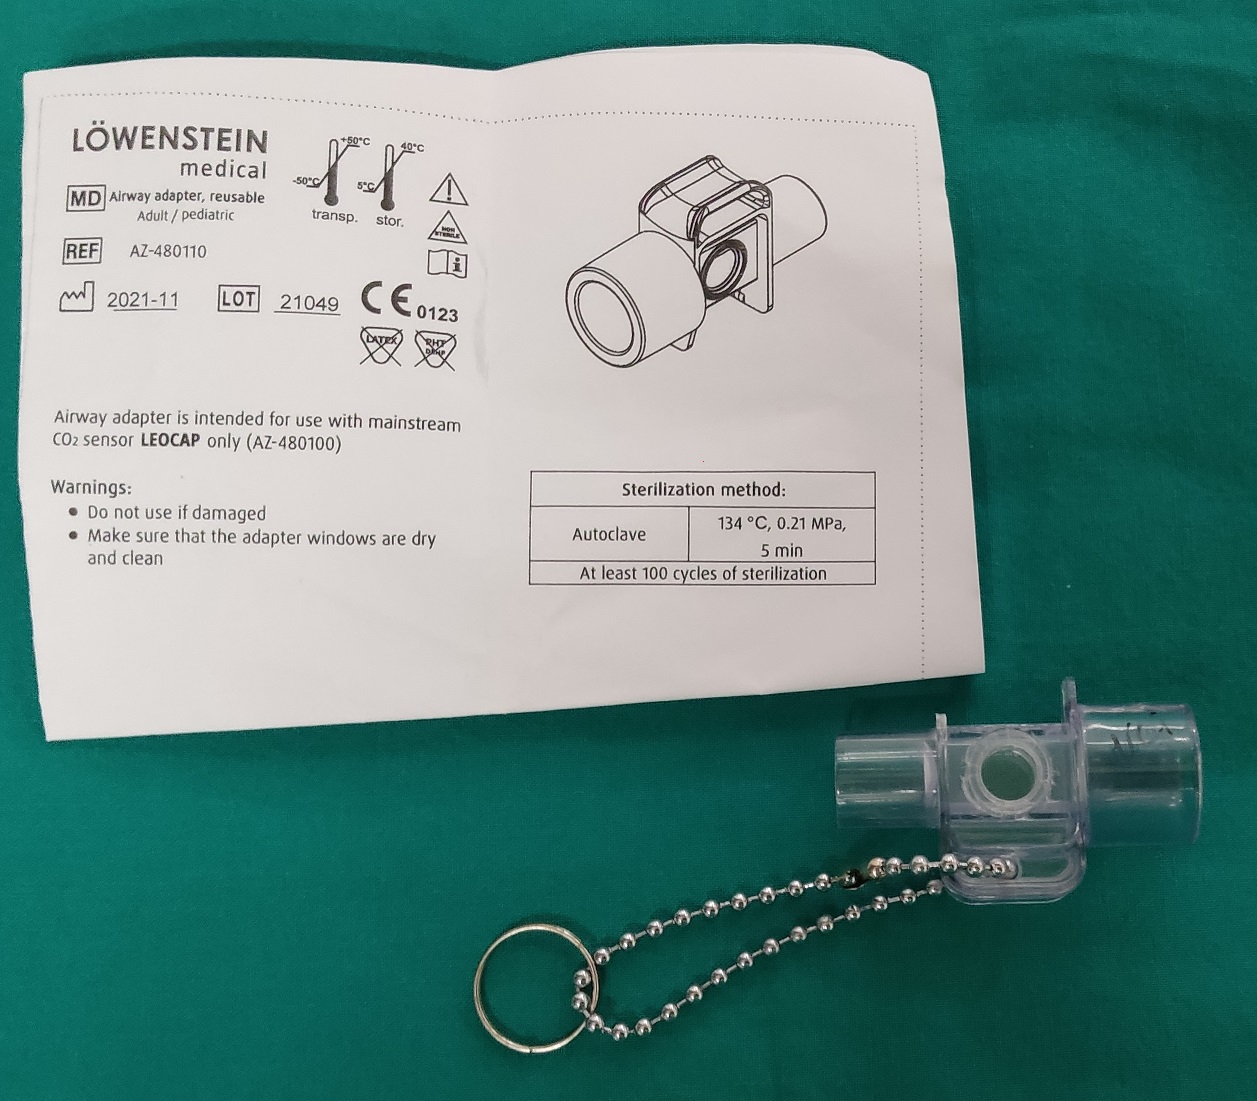 LÖWENSTEIN
medical
MD Airway adapter, reusable
Adult / pediatric
REF AZ-480110
2021-11 LOT 21049 CE 0123
-50°C +50°C
transp.
5°C 40°C
stor.
NON
STERILE
i
LATEX
PHT
DEHP
Airway adapter is intended for use with mainstream
CO₂ sensor LEOCAP only (AZ-480100)
Warnings:
• Do not use if damaged
• Make sure that the adapter windows are dry
and clean
Sterilization method:
Autoclave
134 °C, 0.21 MPa,
5 min
At least 100 cycles of sterilization